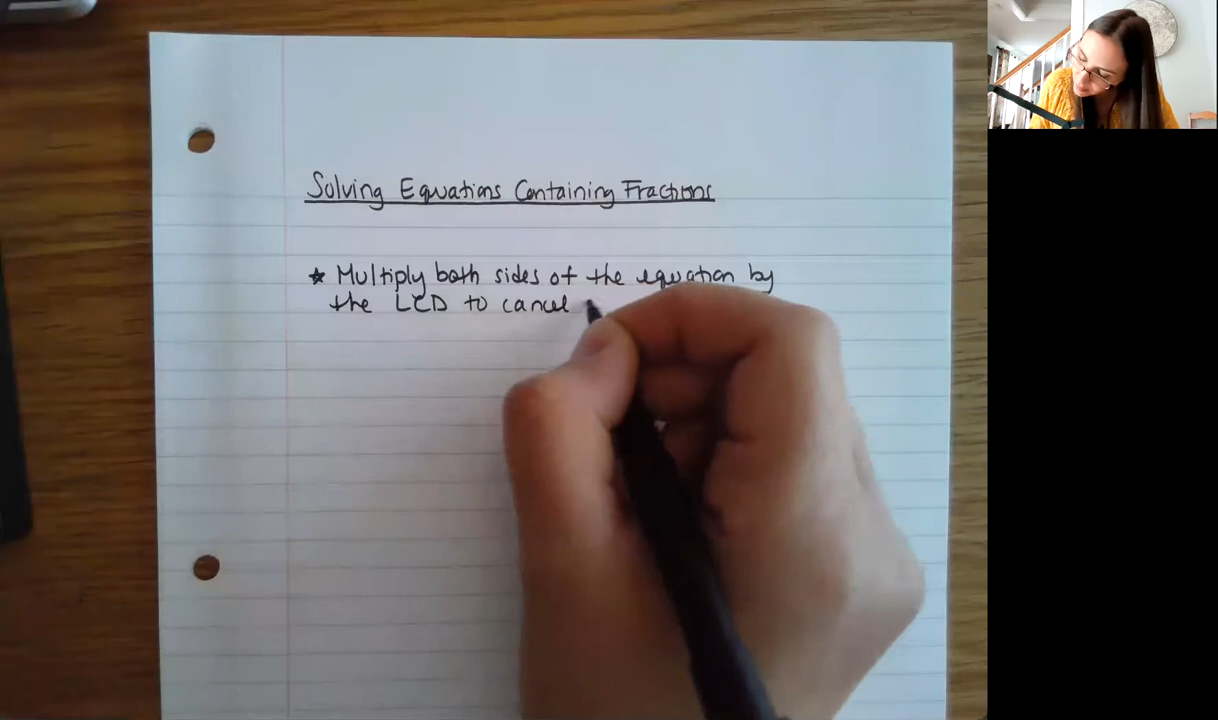 Solving Equations Containing Fractions
★ Multiply both sides of the equation by
the LCD to cancel